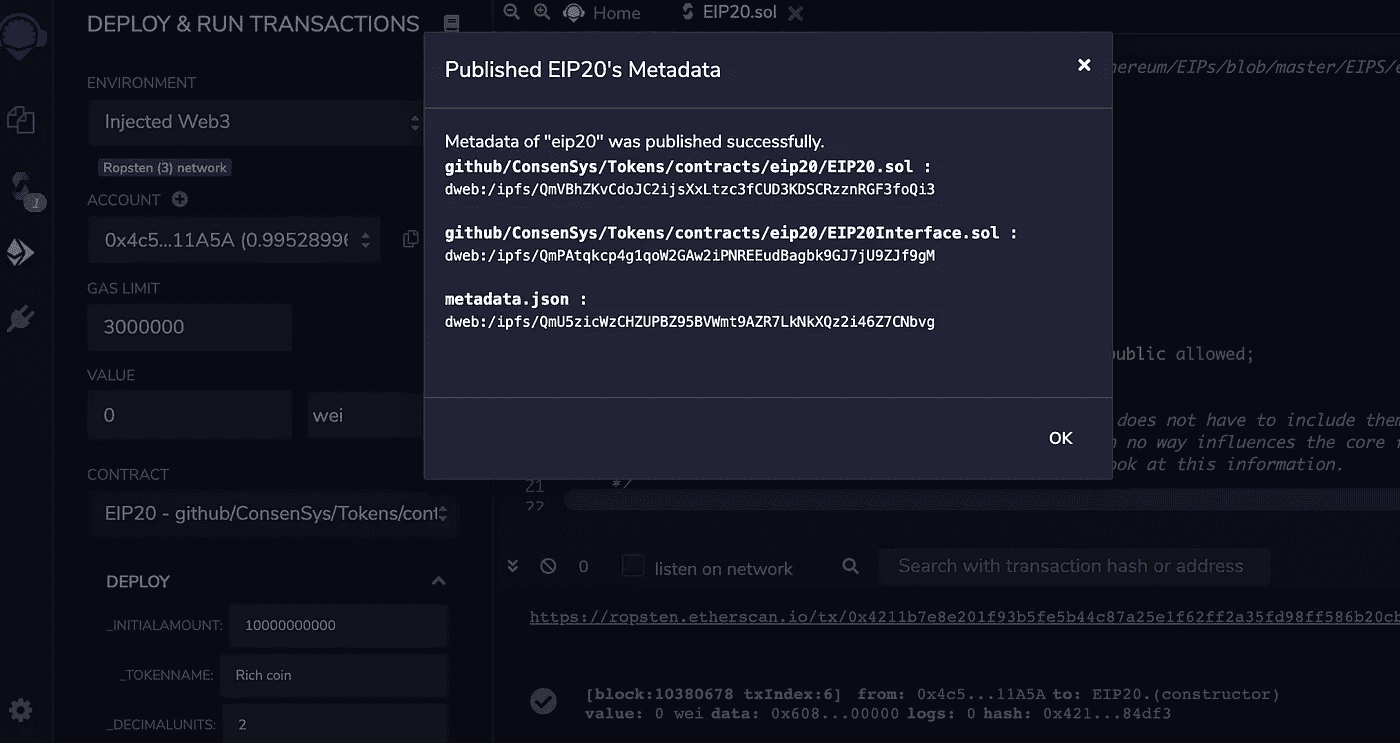 DEPLOY & RUN TRANSACTIONS
ENVIRONMENT
Injected Web3
Ropsten (3) network
1
ACCOUNT
0x4c5...11A5A (0.9952899
GAS LIMIT
3000000
VALUE
0
wei
CONTRACT
EIP20 - github/ConsenSys/Tokens/cont
DEPLOY
_INITIALAMOUNT: 10000000000
_TOKENNAME: Rich coin
_DECIMALUNITS: 2
Home
EIP20.sol
Published EIP20's Metadata
Metadata of "eip20" was published successfully.
github/ConsenSys/Tokens/contracts/eip20/EIP20.sol :
dweb:/ipfs/QmVBhZKvCdoJC2ijsXxLtzc3fCUD3KDSCRzznRGF3foQi3
github/ConsenSys/Tokens/contracts/eip20/EIP20Interface.sol :
dweb:/ipfs/QmPAtqkcp4g1qoW2GAw2iPNREEudBagbk9GJ7jU9ZJf9gM
metadata.json :
dweb:/ipfs/QmU5zicWzCHZUPBZ95BVWmt9AZR7LkNkXQz2i46Z7CNbvg
OK
hereum/EIPs/blob/master/EIPS/e
public allowed;
does not have to include them
n no way influences the core f
ook at this information.
21 */
22
0
listen on network
Search with transaction hash or address
https://ropsten.etherscan.io/tx/0x4211b7e8e201f93b5fe5b44c87a25e1f62ff2a35fd98ff586b20cb
[block:10380678 txIndex:6] from: 0x4c5...11A5A to: EIP20.(constructor)
value: 0 wei data: 0x608...00000 logs: 0 hash: 0x421...84df3